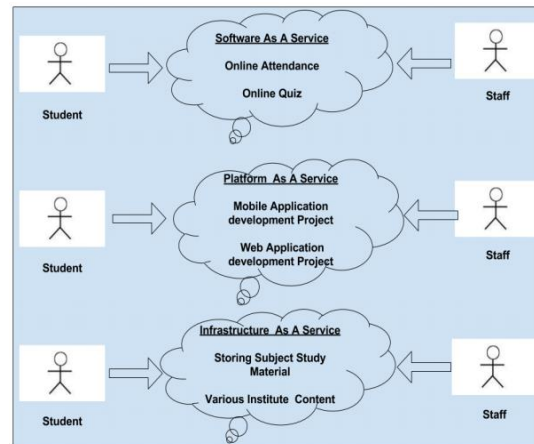 Software As A Service
Online Attendance
Online Quiz
Student
Staff
Platform As A Service
Mobile Application
development Project
Web Application
development Project
Student
Staff
Infrastructure As A Service
Storing Subject Study
Material
Various Institute Content
Student
Staff